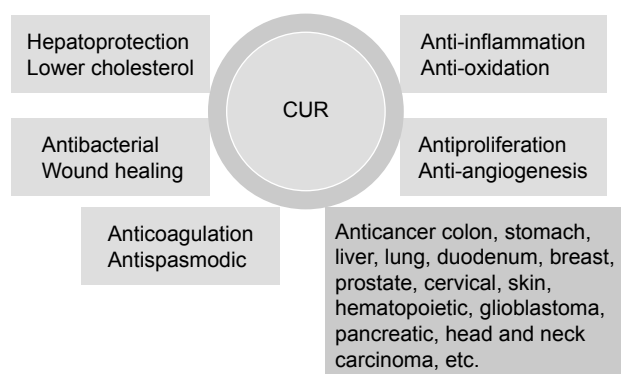 Hepatoprotection
Lower cholesterol
CUR
Anti-inflammation
Anti-oxidation
Antibacterial
Wound healing
Antiproliferation
Anti-angiogenesis
Anticoagulation
Antispasmodic
Anticancer colon, stomach,
liver, lung, duodenum, breast,
prostate, cervical, skin,
hematopoietic, glioblastoma,
pancreatic, head and neck
carcinoma, etc.